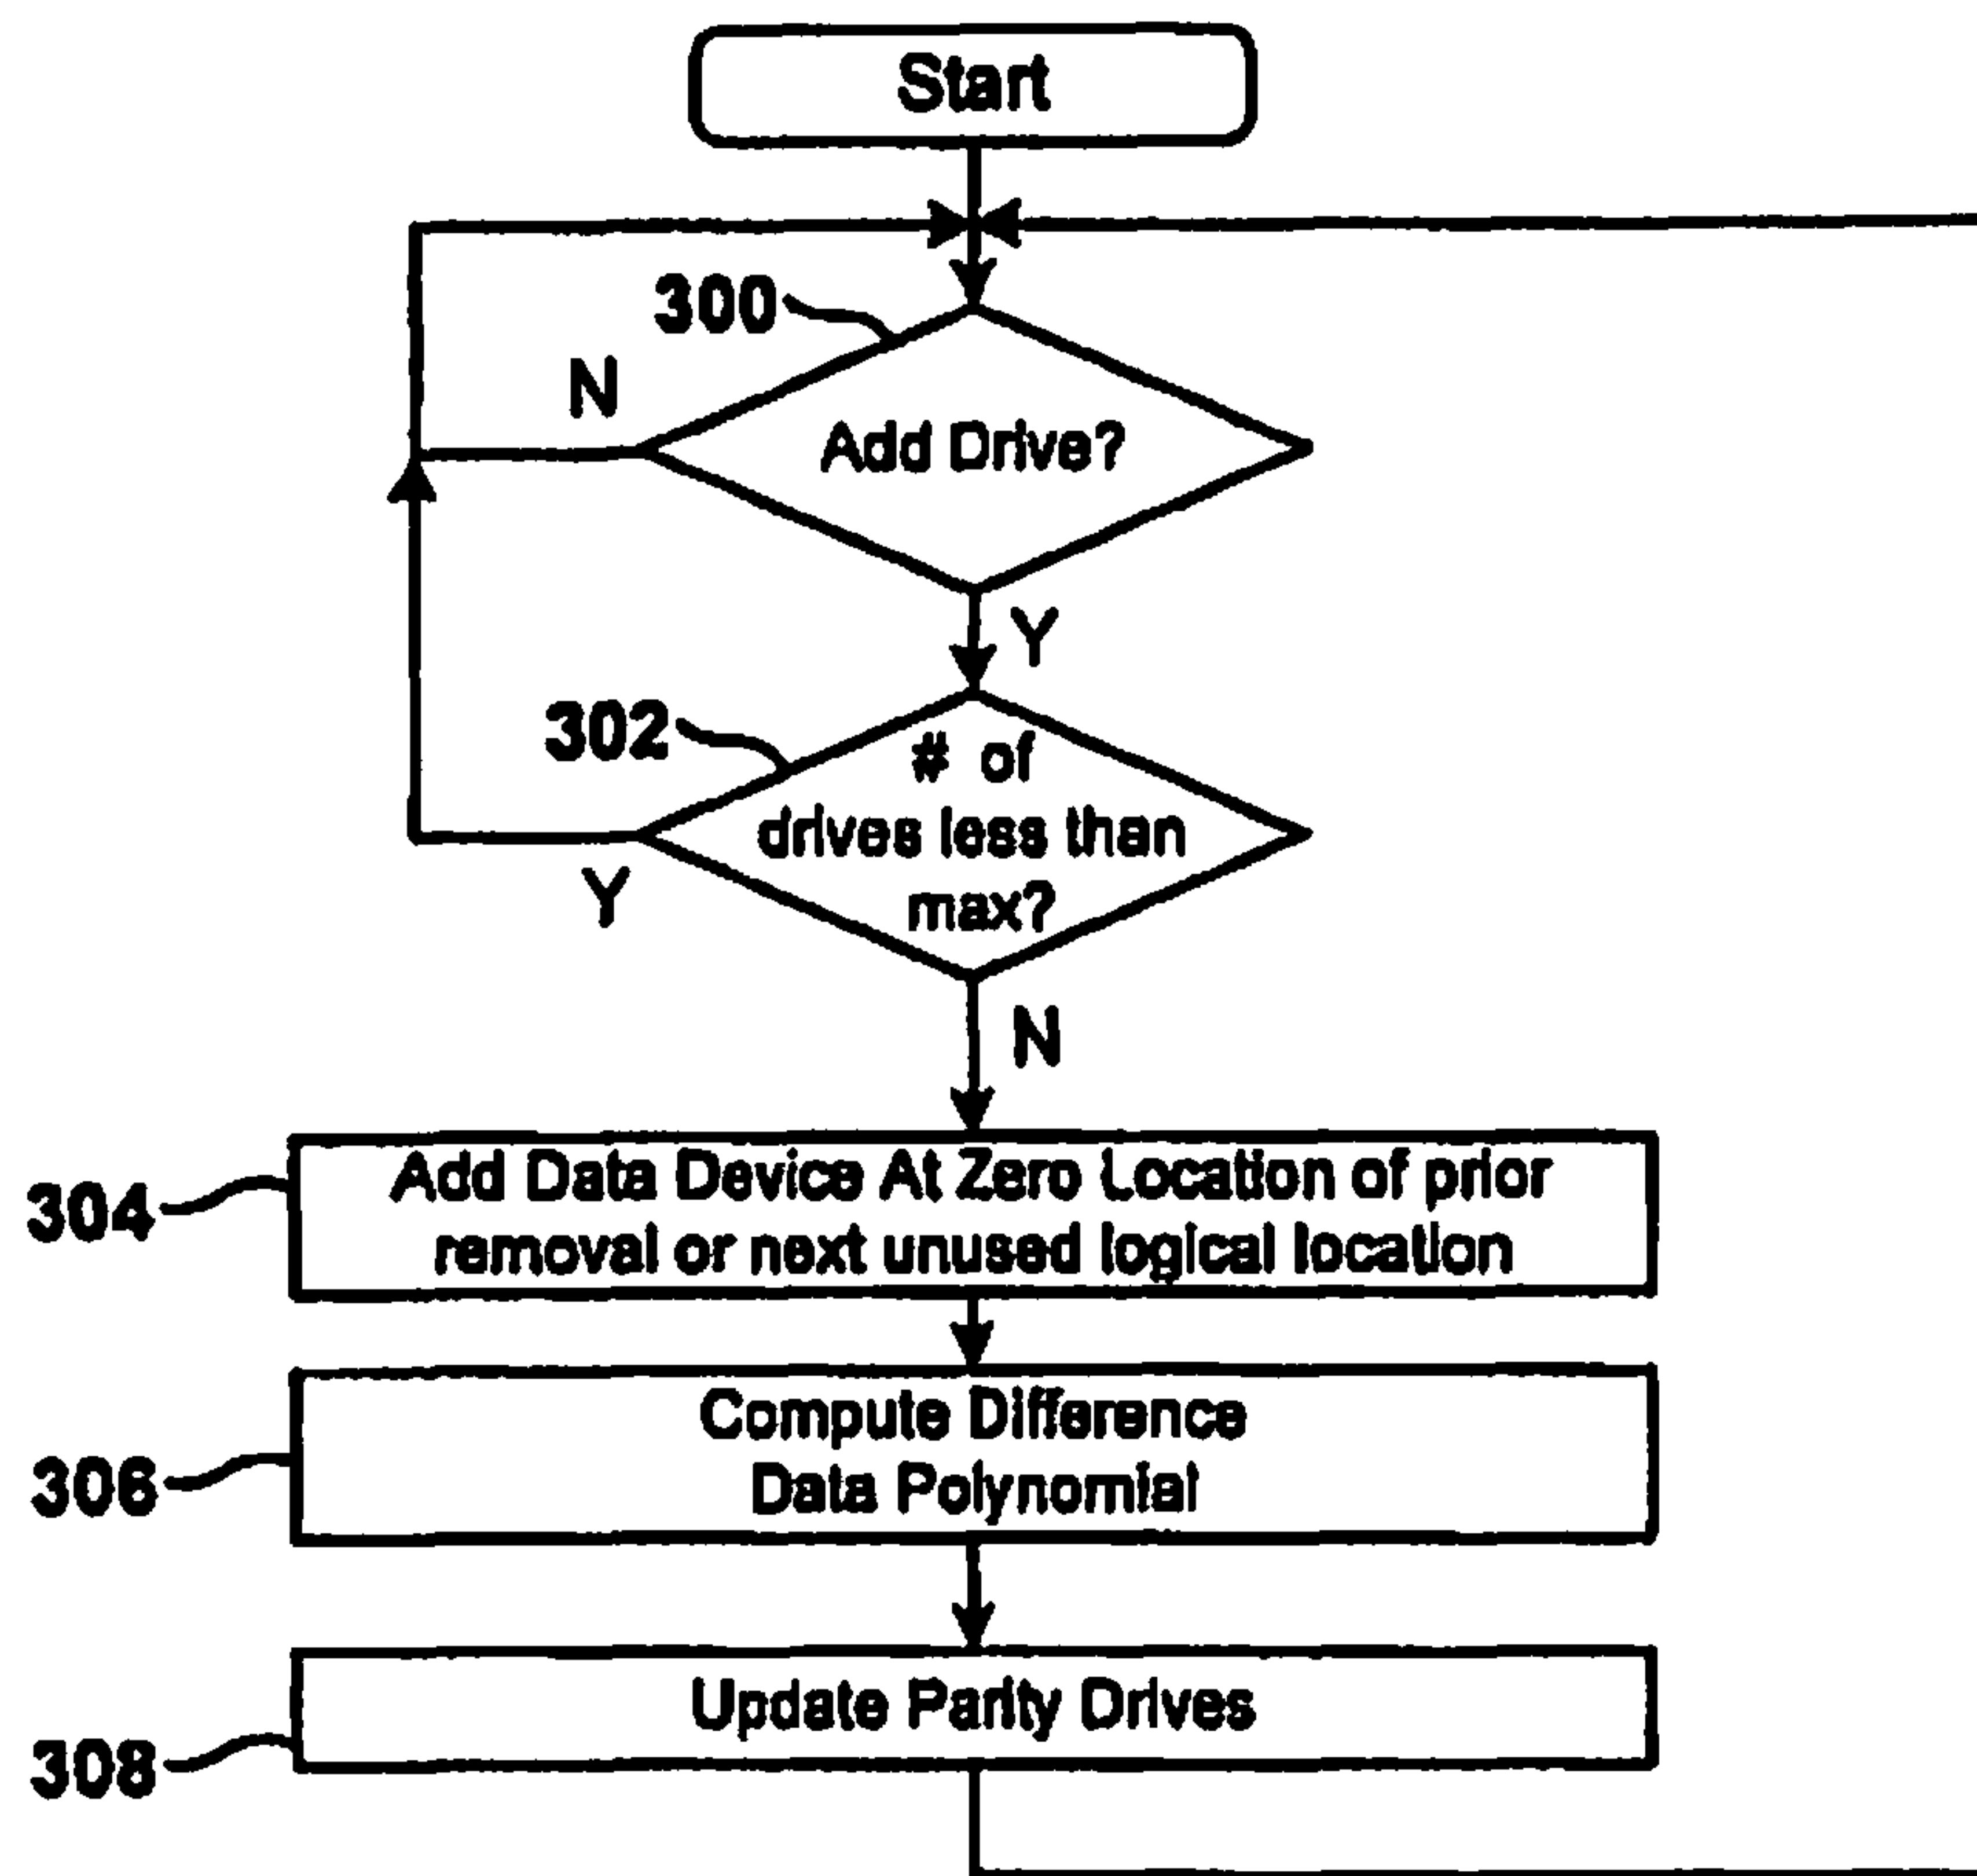 Start
300
N
Add Drive?
Y
302
# of
drives less than
max?
Y
N
304
Add Data Device At Zero Location of prior
removal or next unused logical location
306
Compute Difference
Data Polynomial
308
Update Parity Drives